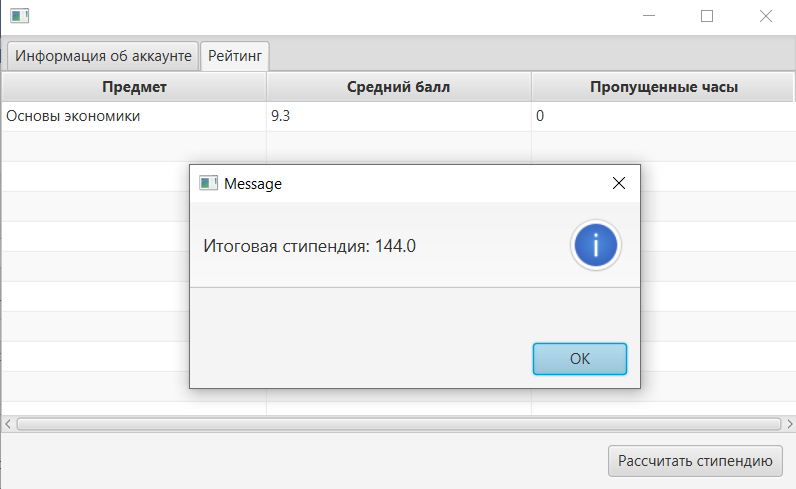 Информация об аккаунте Рейтинг
Предмет Средний балл Пропущенные часы
Основы экономики 9.3 0
Message
Итоговая стипендия: 144.0
i
OK
Рассчитать стипендию